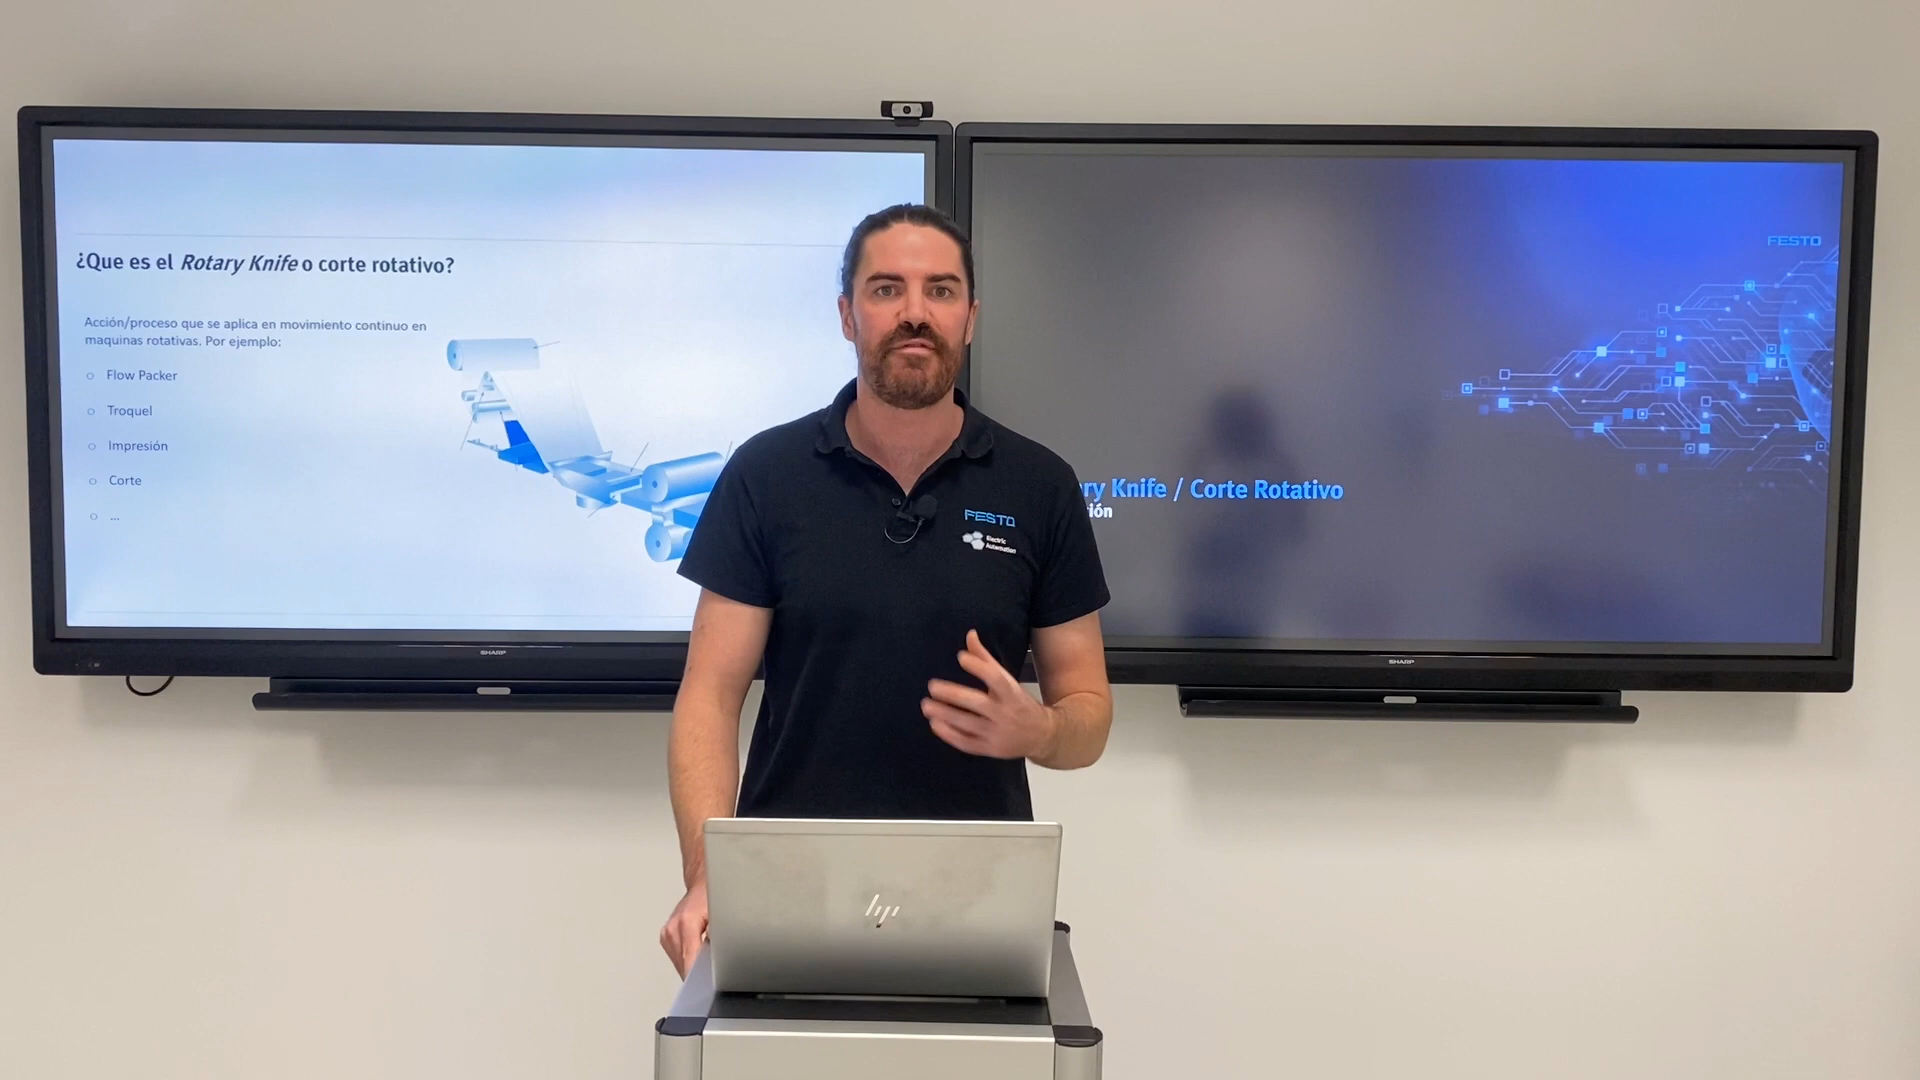 ¿Que es el Rotary Knife o corte rotativo?
Acción/proceso que se aplica en movimiento continuo en
maquinas rotativas. Por ejemplo:
Flow Packer
Troquel
Impresión
Corte
...
SHARP
FESTO
ry Knife / Corte Rotativo
ión
SHARP
FESTO
Electric
Automation
hp